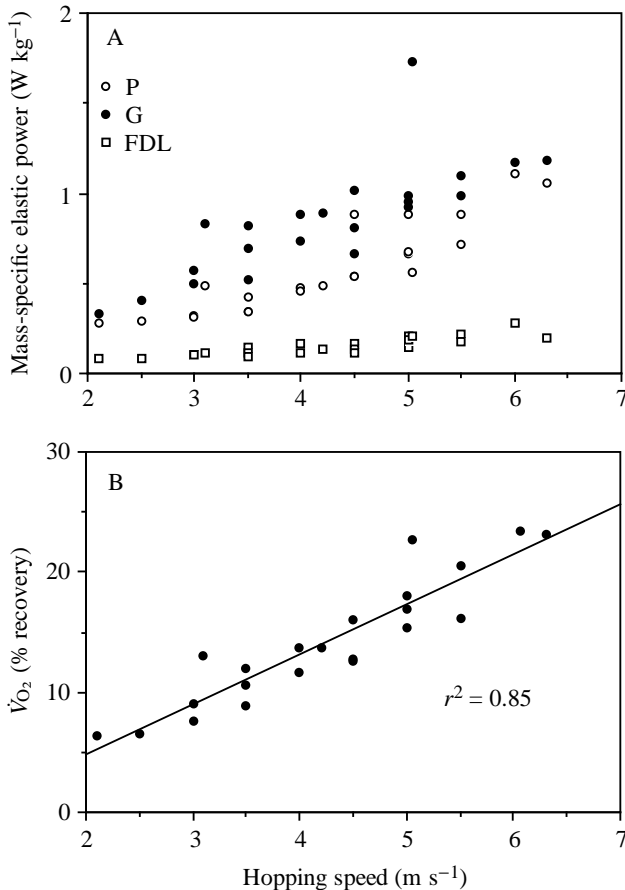 A
P
G
FDL
Mass-specific elastic power (W kg⁻¹)
2
1
0
2 3 4 5 6 7
B
V̇O₂ (% recovery)
30
20
10
0
r² = 0.85
2 3 4 5 6 7
Hopping speed (m s⁻¹)